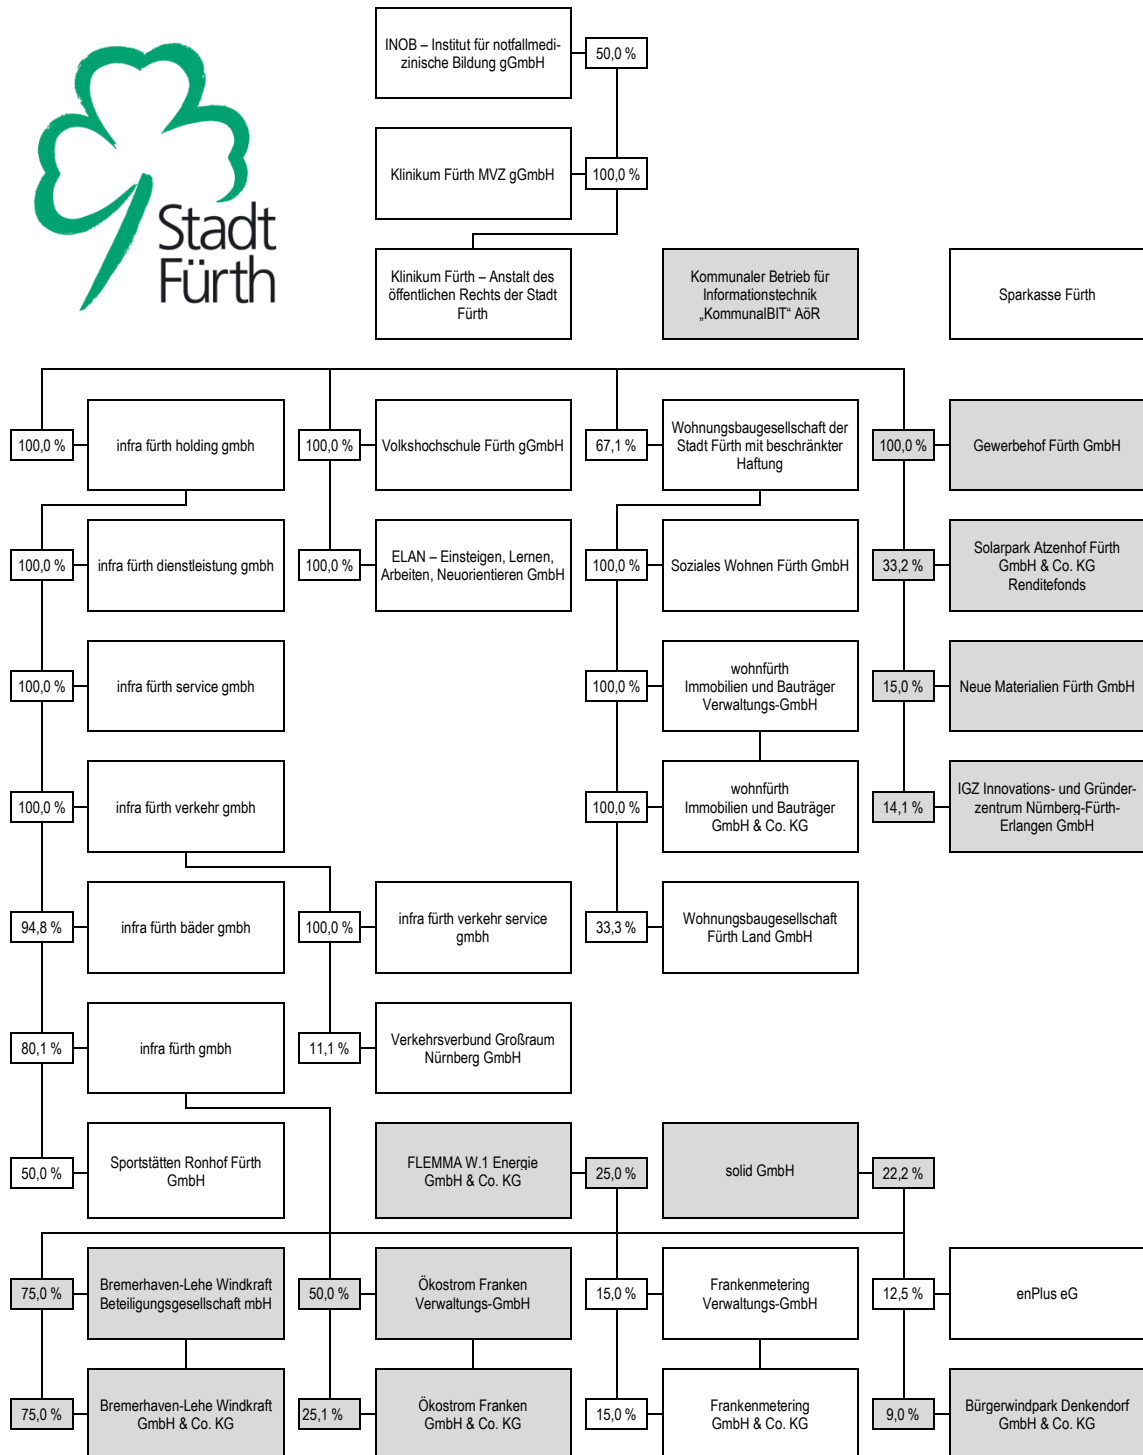 INOB – Institut für notfallmedi-
zinische Bildung gGmbH
50,0 %
Klinikum Fürth MVZ gGmbH
100,0 %
Stadt
Fürth
Klinikum Fürth – Anstalt des
öffentlichen Rechts der Stadt
Fürth
Kommunaler Betrieb für
Informationstechnik
„KommunalBIT“ AöR
Sparkasse Fürth
100,0 %
infra fürth holding gmbh
100,0 %
Volkshochschule Fürth gGmbH
67,1 %
Wohnungsbaugesellschaft der
Stadt Fürth mit beschränkter
Haftung
100,0 %
Gewerbehof Fürth GmbH
100,0 %
infra fürth dienstleistung gmbh
100,0 %
ELAN – Einsteigen, Lernen,
Arbeiten, Neuorientieren GmbH
100,0 %
Soziales Wohnen Fürth GmbH
33,2 %
Solarpark Atzenhof Fürth
GmbH & Co. KG
Renditefonds
100,0 %
infra fürth service gmbh
100,0 %
wohnfürth
Immobilien und Bauträger
Verwaltungs-GmbH
15,0 %
Neue Materialien Fürth GmbH
100,0 %
infra fürth verkehr gmbh
100,0 %
wohnfürth
Immobilien und Bauträger
GmbH & Co. KG
14,1 %
IGZ Innovations- und Gründer-
zentrum Nürnberg-Fürth-
Erlangen GmbH
94,8 %
infra fürth bäder gmbh
100,0 %
infra fürth verkehr service
gmbh
33,3 %
Wohnungsbaugesellschaft
Fürth Land GmbH
80,1 %
infra fürth gmbh
11,1 %
Verkehrsverbund Großraum
Nürnberg GmbH
50,0 %
Sportstätten Ronhof Fürth
GmbH
FLEMMA W.1 Energie
GmbH & Co. KG
25,0 %
solid GmbH
22,2 %
75,0 %
Bremerhaven-Lehe Windkraft
Beteiligungsgesellschaft mbH
50,0 %
Ökostrom Franken
Verwaltungs-GmbH
15,0 %
Frankenmetering
Verwaltungs-GmbH
12,5 %
enPlus eG
75,0 %
Bremerhaven-Lehe Windkraft
GmbH & Co. KG
25,1 %
Ökostrom Franken
GmbH & Co. KG
15,0 %
Frankenmetering
GmbH & Co. KG
9,0 %
Bürgerwindpark Denkendorf
GmbH & Co. KG